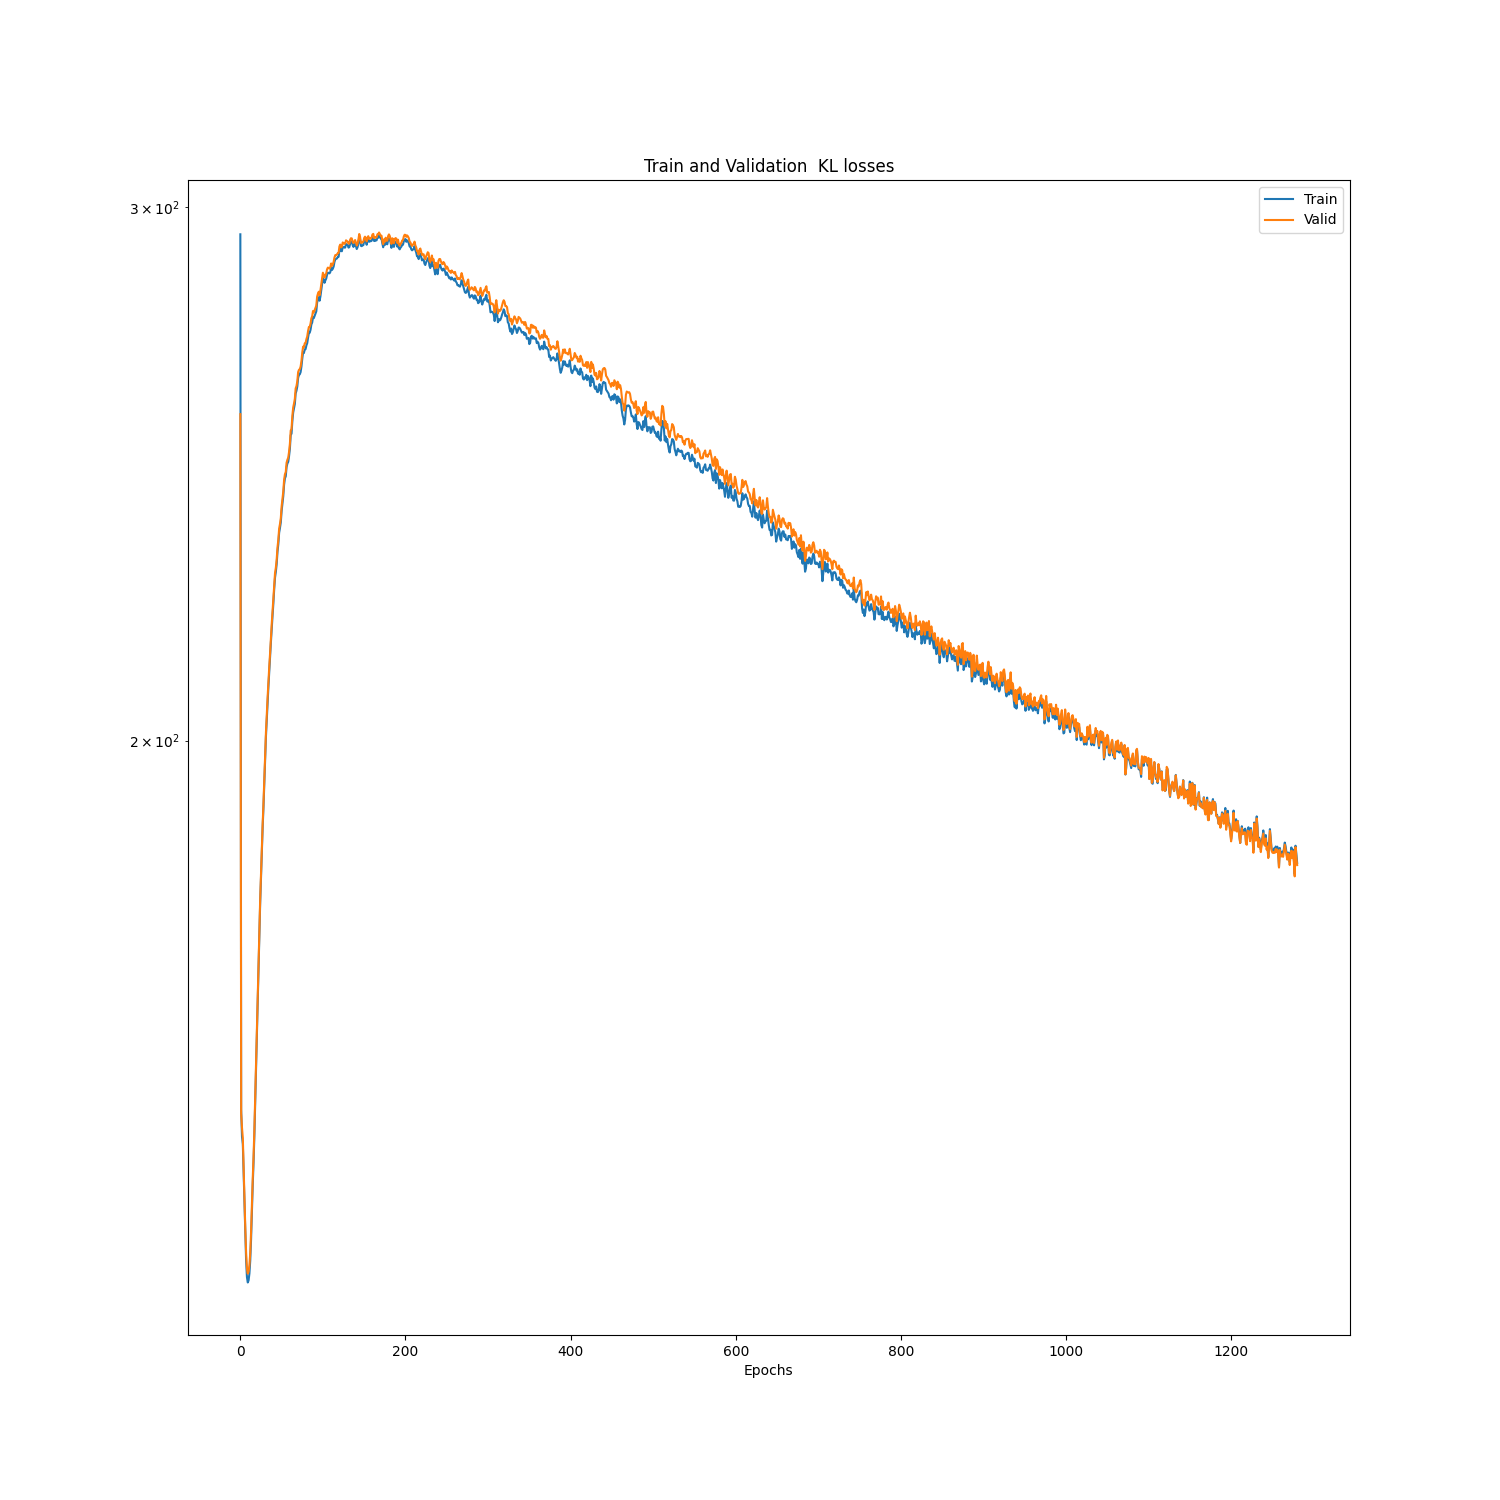 Train and Validation  KL losses
3 × 10²
Train
Valid
2 × 10²
0 200 400 600 800 1000 1200
Epochs